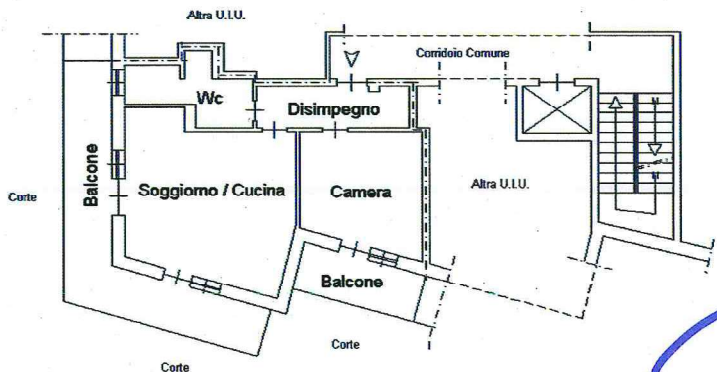 Altra U.I.U.
Corridoio Comune
Wc
Disimpegno
Balcone
Soggiorno / Cucina
Camera
Altra U.I.U.
Corte
Balcone
Corte
Corte